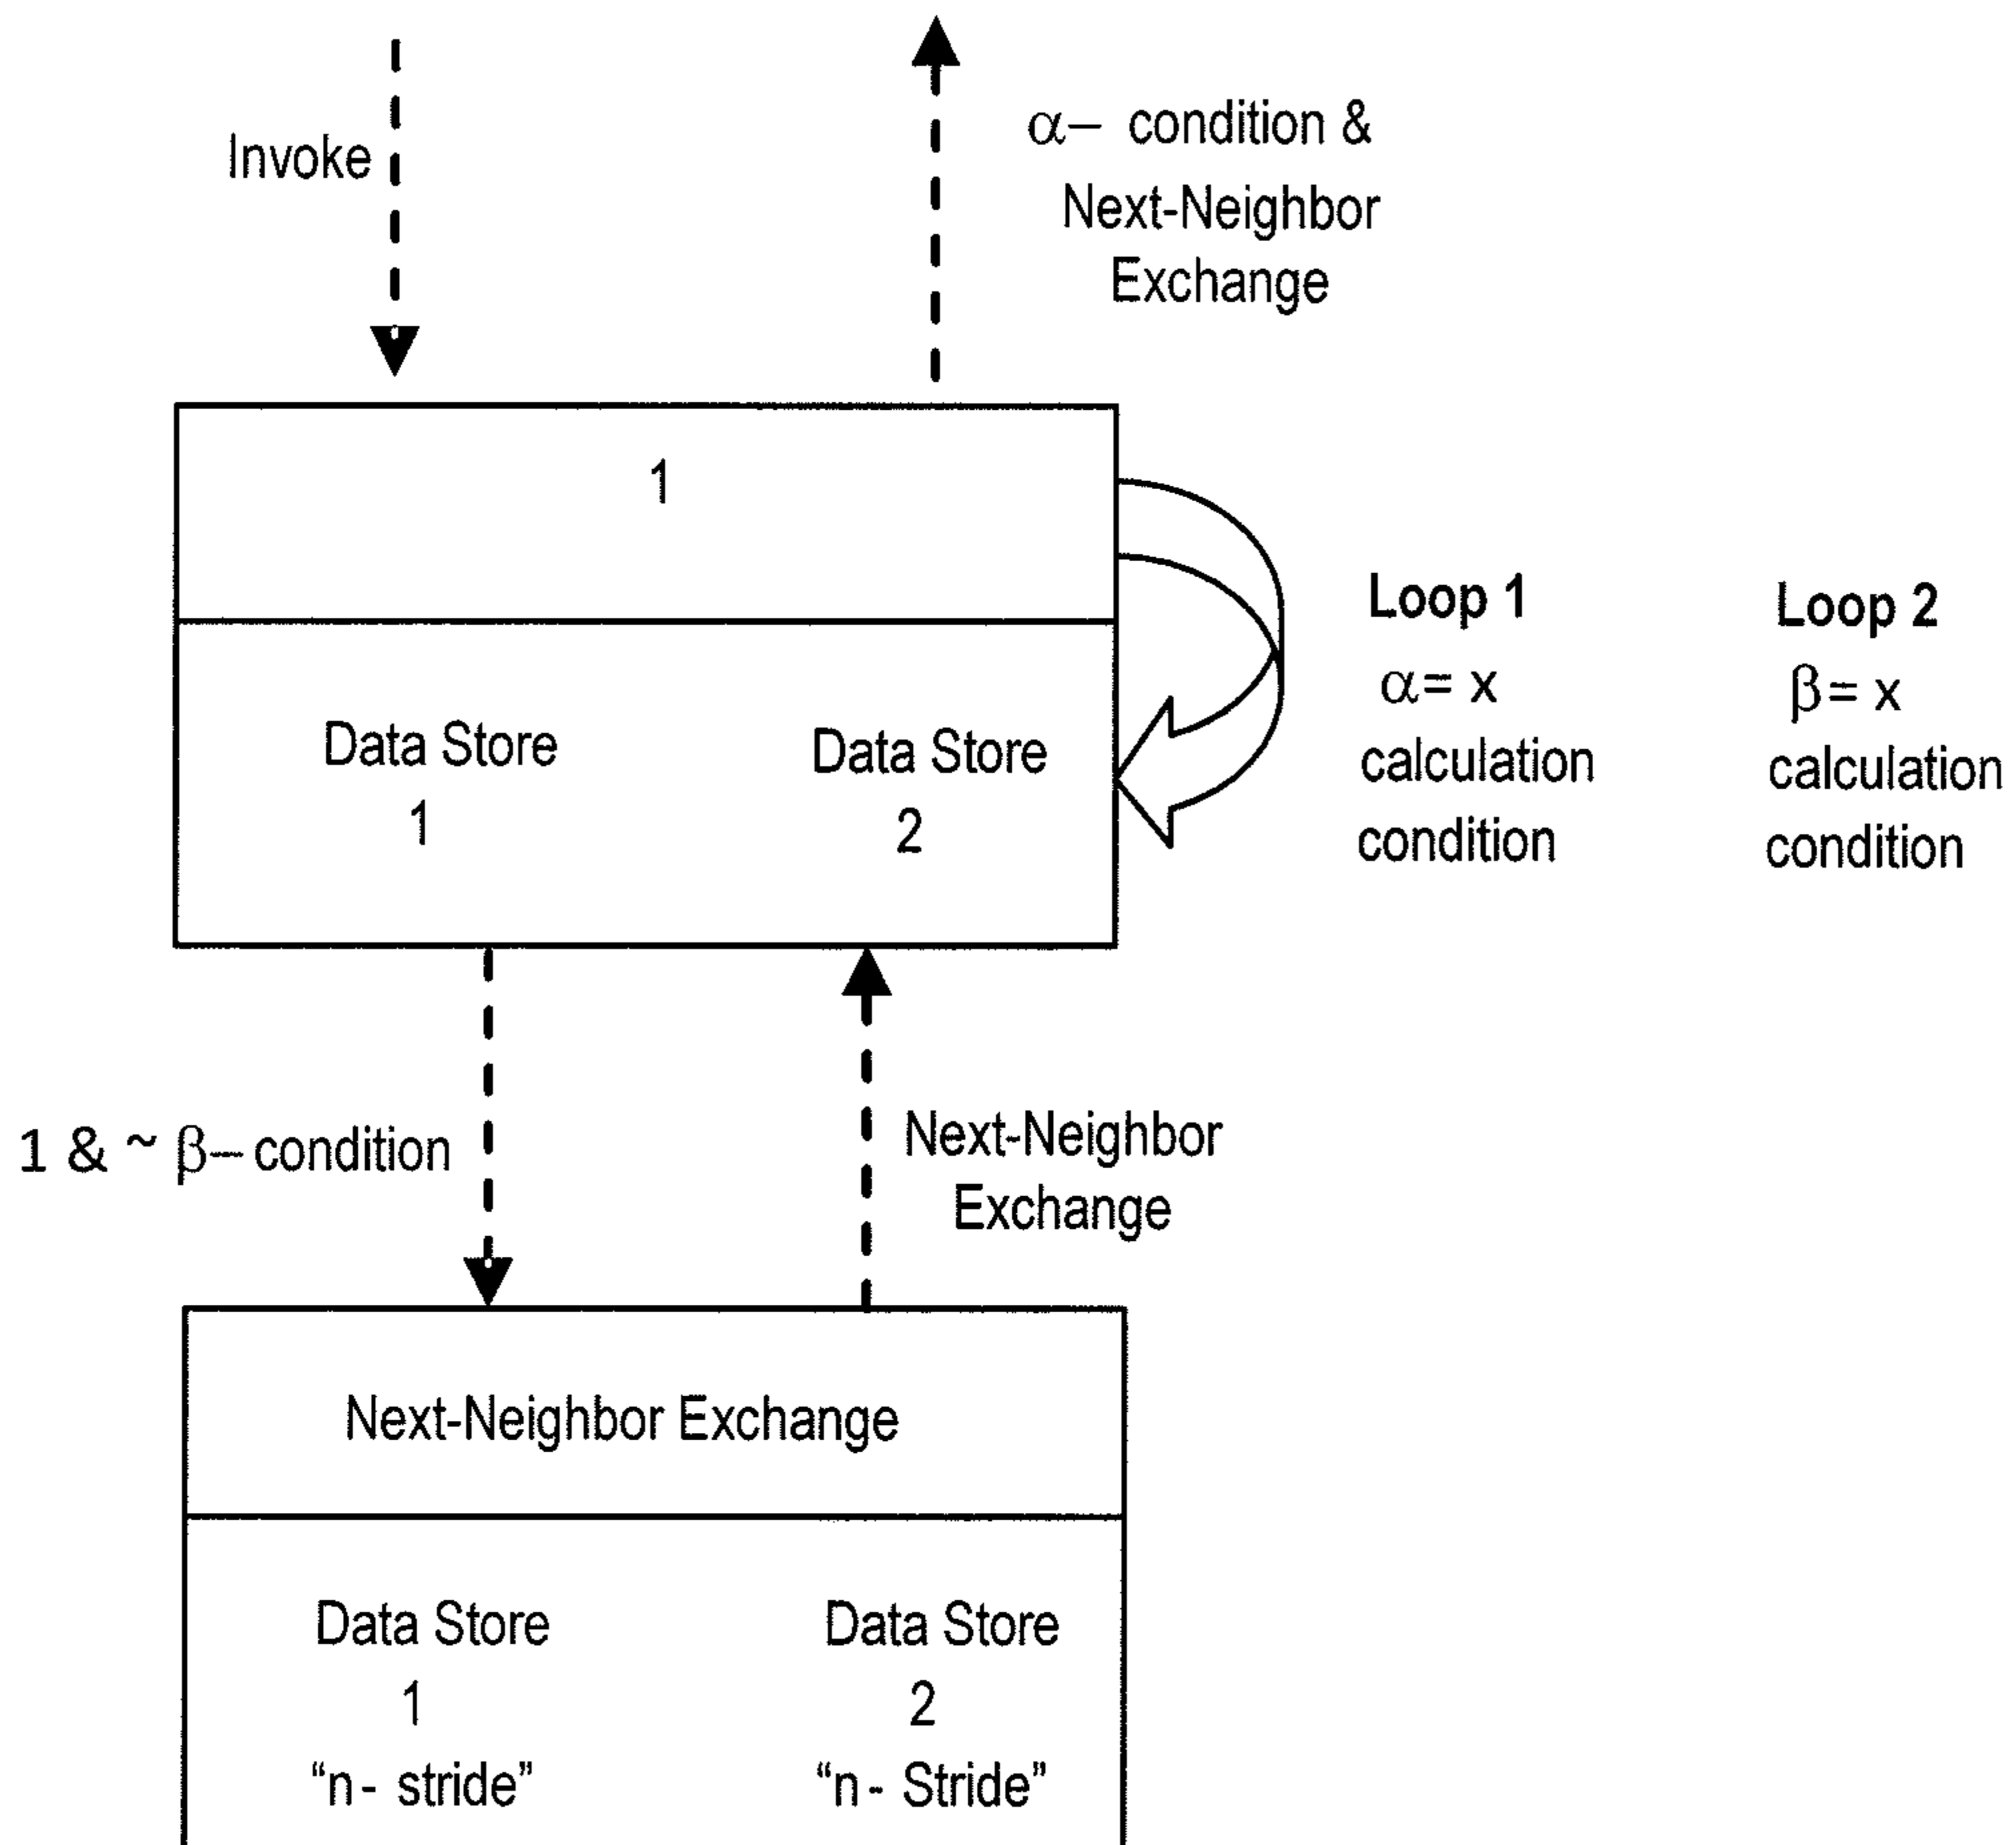 Invoke
α– condition &
Next-Neighbor
Exchange
1
Data Store
1
Data Store
2
Loop 1
α= x
calculation
condition
Loop 2
β= x
calculation
condition
1 & ~ β–condition
Next-Neighbor
Exchange
Next-Neighbor Exchange
Data Store
1
“n- stride”
Data Store
2
“n- Stride”